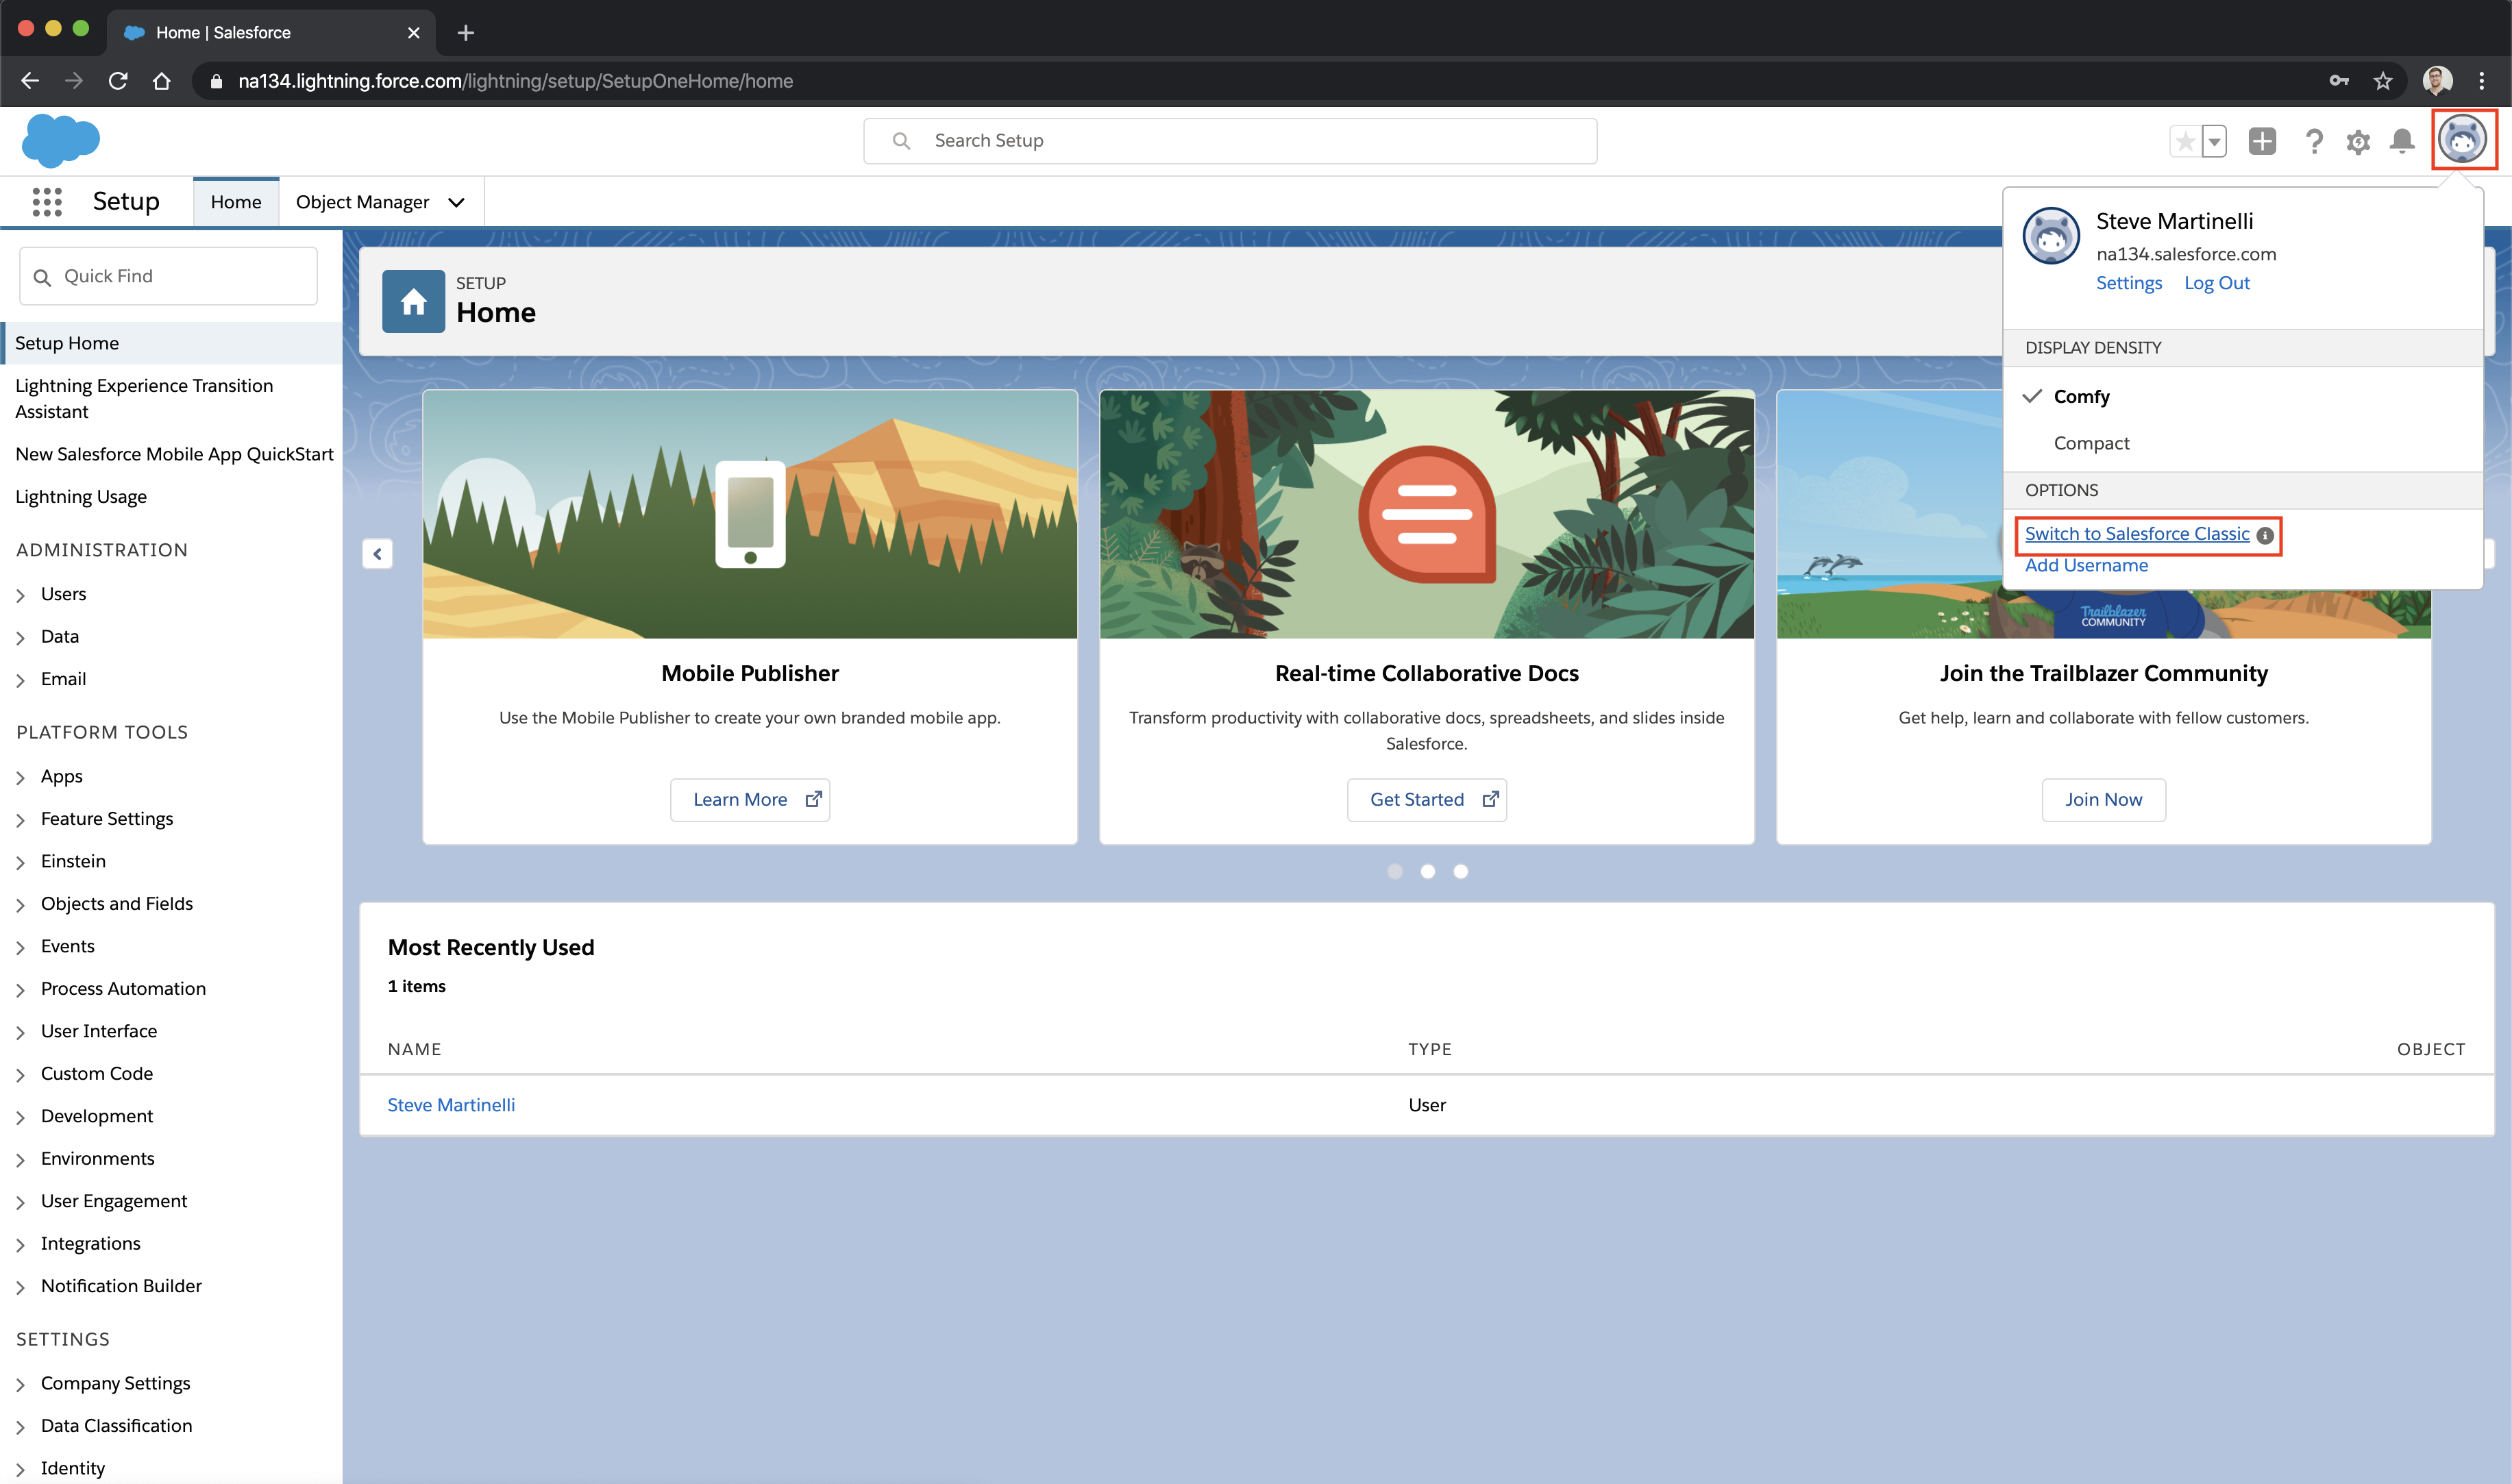 Home | Salesforce
na134.lightning.force.com/lightning/setup/SetupOneHome/home
Search Setup
Setup
Home
Object Manager
Quick Find
Setup Home
Lightning Experience Transition
Assistant
New Salesforce Mobile App QuickStart
Lightning Usage
ADMINISTRATION
Users
Data
Email
PLATFORM TOOLS
Apps
Feature Settings
Einstein
Objects and Fields
Events
Process Automation
User Interface
Custom Code
Development
Environments
User Engagement
Integrations
Notification Builder
SETTINGS
Company Settings
Data Classification
Identity
SETUP
Home
Mobile Publisher
Use the Mobile Publisher to create your own branded mobile app.
Learn More
Real-time Collaborative Docs
Transform productivity with collaborative docs, spreadsheets, and slides inside
Salesforce.
Get Started
Trailblazer
COMMUNITY
Join the Trailblazer Community
Get help, learn and collaborate with fellow customers.
Join Now
Most Recently Used
1 items
NAME
TYPE
OBJECT
Steve Martinelli
User
Steve Martinelli
na134.salesforce.com
Settings
Log Out
DISPLAY DENSITY
Comfy
Compact
OPTIONS
Switch to Salesforce Classic
Add Username